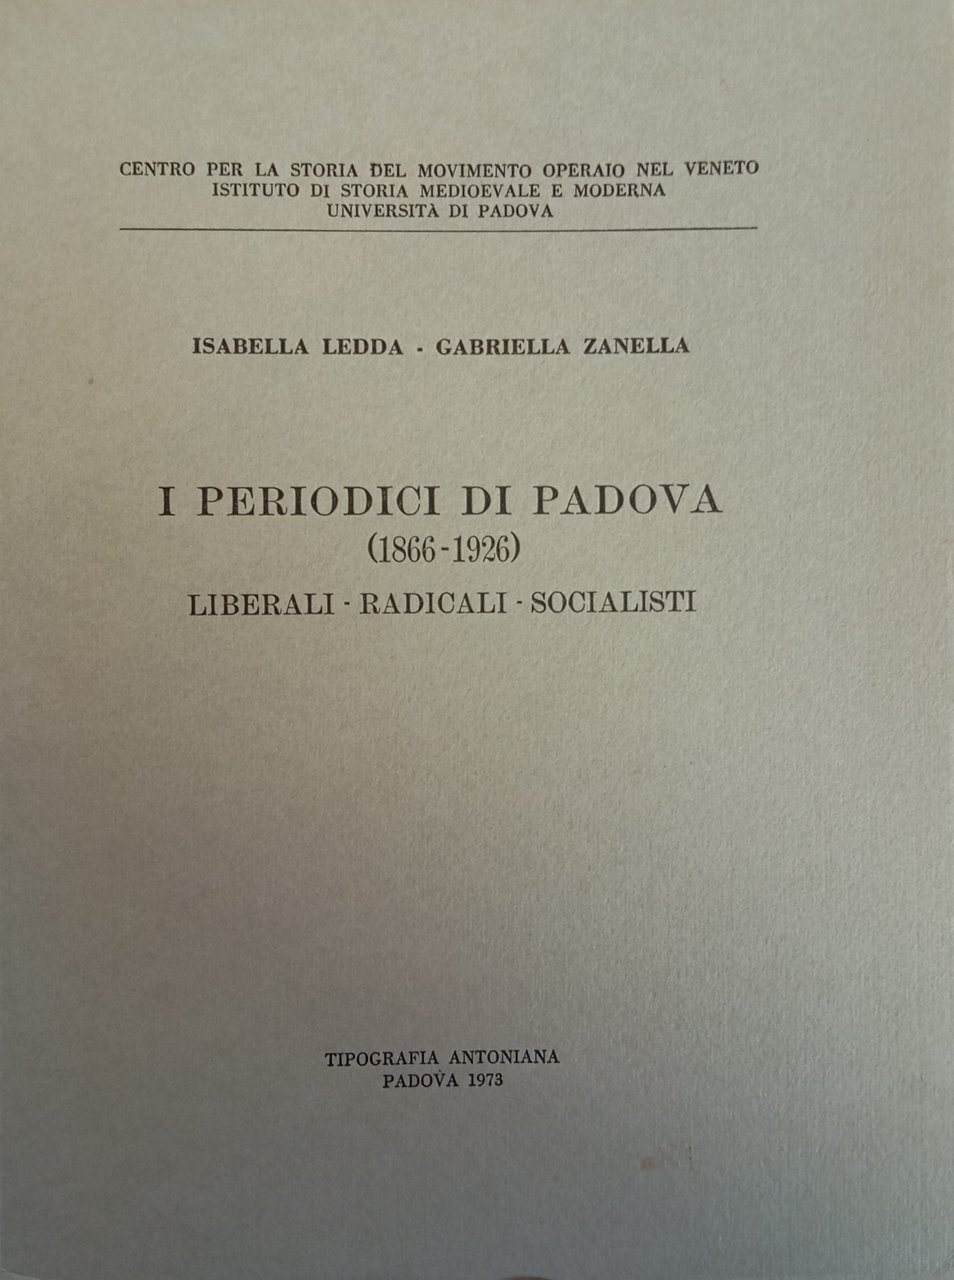 CENTRO PER LA STORIA DEL MOVIMENTO OPERAIO NEL VENETO
ISTITUTO DI STORIA MEDIOEVALE E MODERNA
UNIVERSITÀ DI PADOVA
ISABELLA LEDDA - GABRIELLA ZANELLA
I PERIODICI DI PADOVA
(1866-1926)
LIBERALI - RADICALI - SOCIALISTI
TIPOGRAFIA ANTONIANA
PADOVA 1973